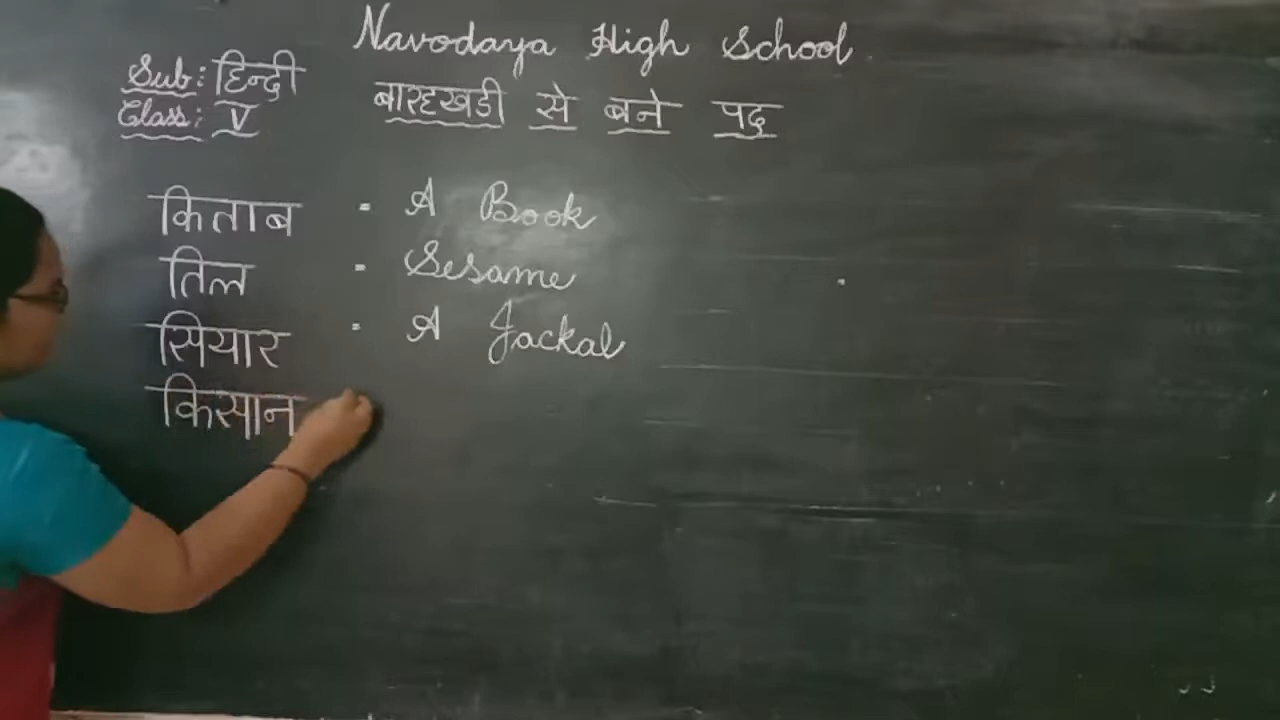 Navodaya High School
Sub: हिन्दी
Class: V
बारहखडी से बने पद
किताब - A Book
तिल - Sesame
सियार - A Jackal
किसान